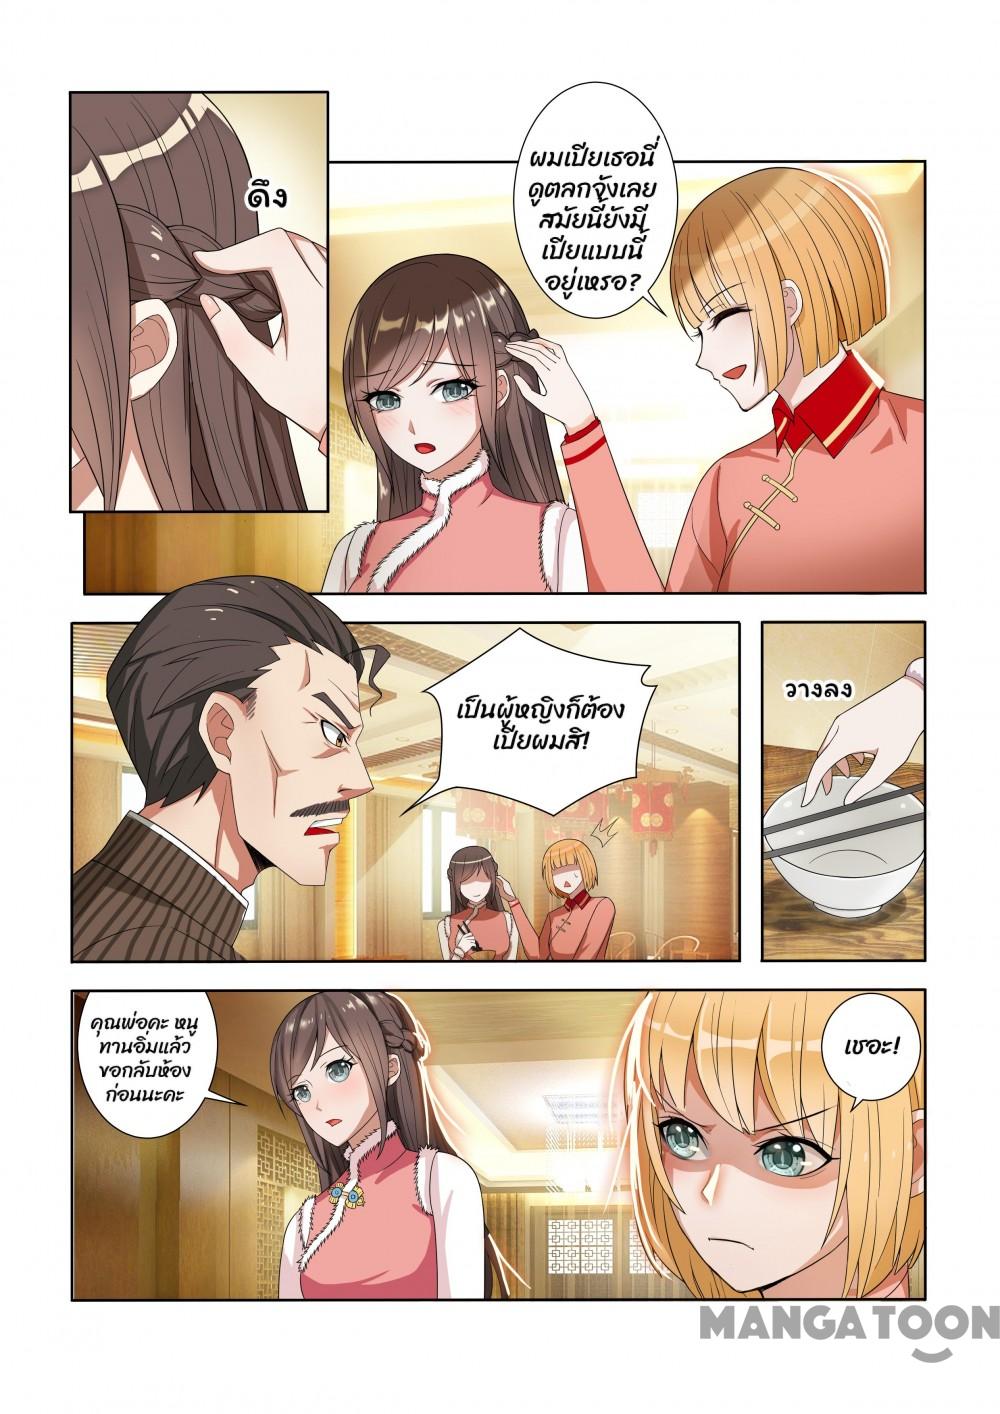 ดึง
ผมเปียเธอนี่
ดูตลกจังเลย
สมัยนี้ยังมี
เปียแบบนี้
อยู่เหรอ?
เป็นผู้หญิงก็ต้อง
เปียผมสิ!
วางลง
คุณพ่อคะ หนู
ทานอิ่มแล้ว
ขอกลับห้อง
ก่อนนะคะ
เชอะ!
MANGATOON